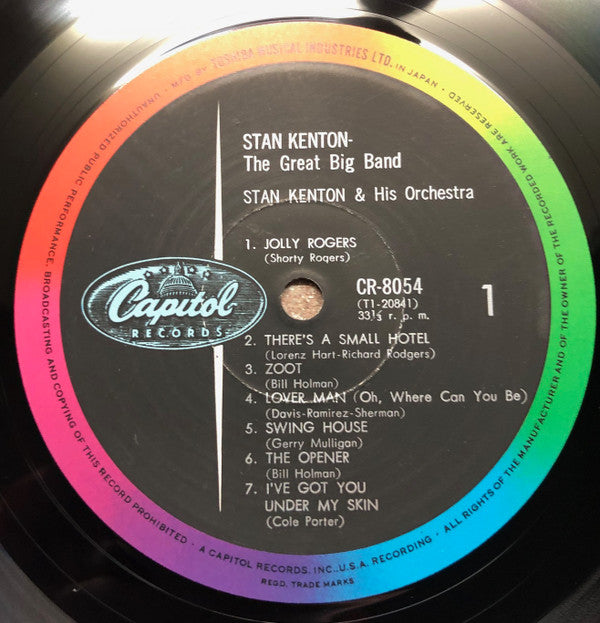 MF'D BY TOSHIBA MUSICAL INDUSTRIES LTD. IN JAPAN • ALL RIGHTS OF THE MANUFACTURER AND OF THE OWNER OF THE RECORDED WORK ARE RESERVED
UNAUTHORIZED PUBLIC PERFORMANCE, BROADCASTING AND COPYING OF THIS RECORD PROHIBITED •
A CAPITOL RECORDS, INC., U.S.A. RECORDING •
REGD. TRADE MARKS
STAN KENTON-
The Great Big Band
STAN KENTON & His Orchestra
1. JOLLY ROGERS
(Shorty Rogers)
Capitol
RECORDS
CR-8054
(T1-20841)
33⅓ r. p. m.
1
2. THERE'S A SMALL HOTEL
(Lorenz Hart-Richard Rodgers)
3. ZOOT
(Bill Holman)
4. LOVER MAN (Oh, Where Can You Be)
(Davis-Ramirez-Sherman)
5. SWING HOUSE
(Gerry Mulligan)
6. THE OPENER
(Bill Holman)
7. I'VE GOT YOU
UNDER MY SKIN
(Cole Porter)